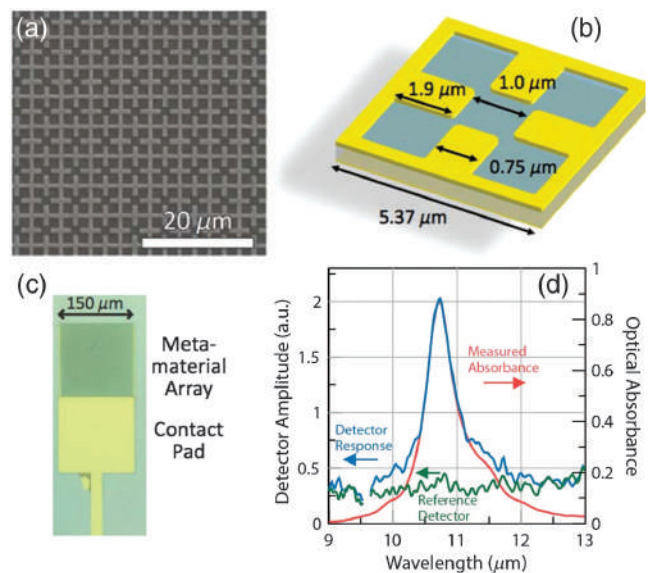 (a)
20 μm
(b)
1.9 μm
1.0 μm
0.75 μm
5.37 μm
(c)
150 μm
Meta-
material
Array
Contact
Pad
(d)
Detector Amplitude (a.u.)
2
1.5
1
0.5
0
Measured
Absorbance
Detector
Response
Reference
Detector
1
0.8
0.6
0.4
0.2
0
Optical Absorbance
9 10 11 12 13
Wavelength (μm)